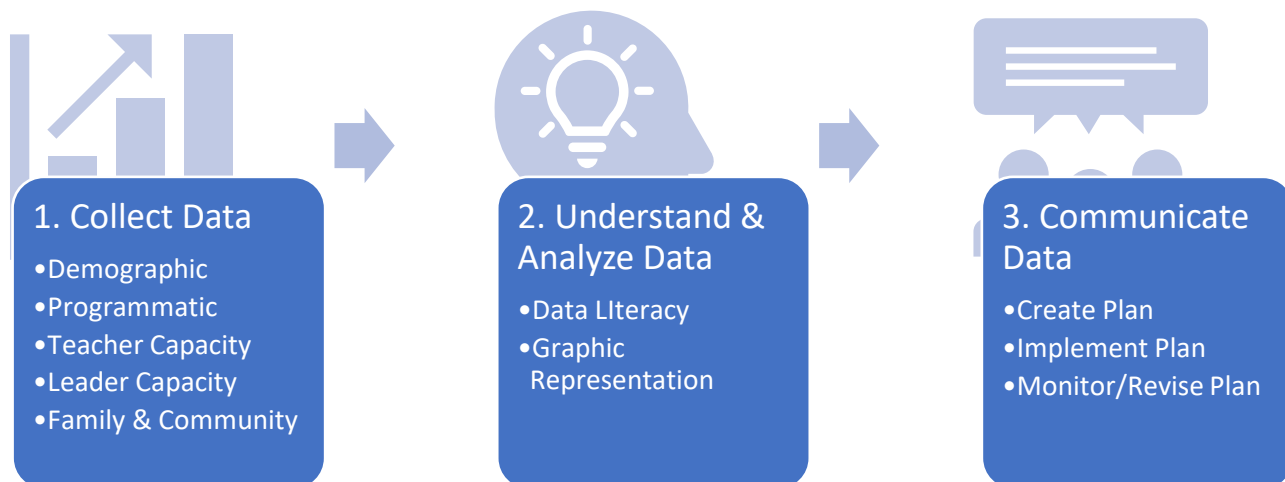 1. Collect Data
•Demographic
•Programmatic
•Teacher Capacity
•Leader Capacity
•Family & Community
2. Understand &
Analyze Data
•Data LIteracy
•Graphic
Representation
3. Communicate
Data
•Create Plan
•Implement Plan
•Monitor/Revise Plan